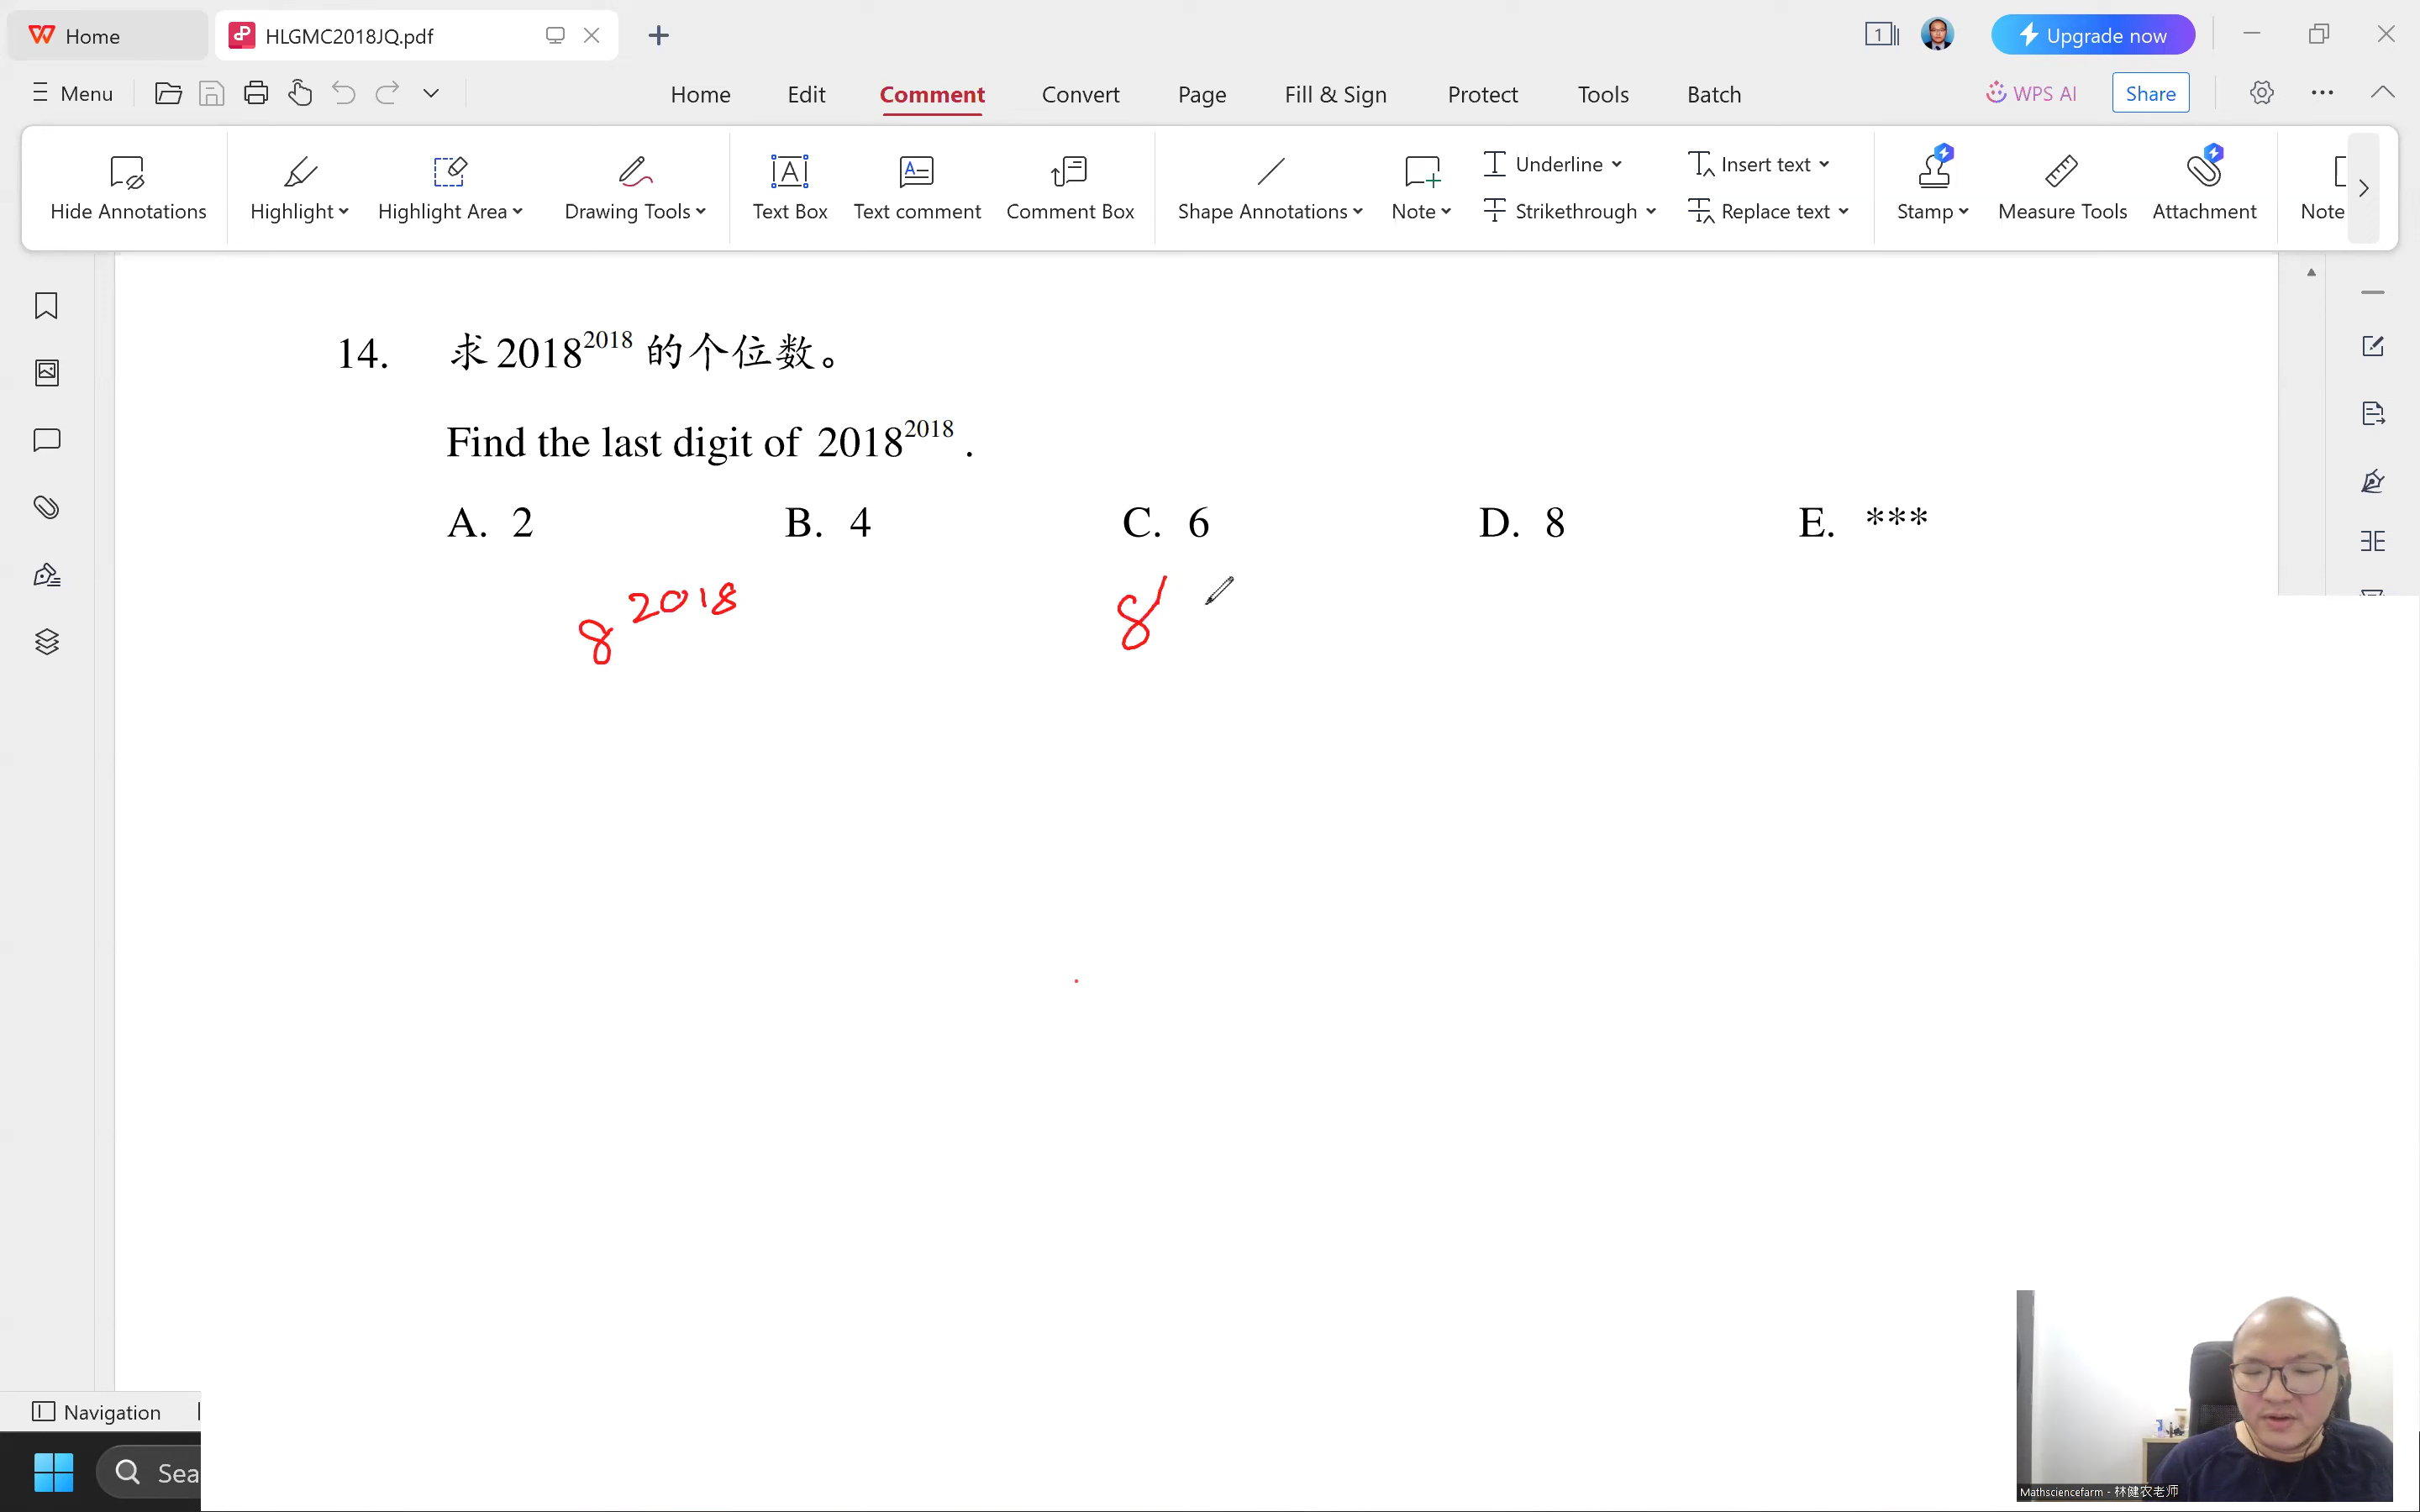 Home HLGMC2018JQ.pdf 1 Upgrade now
Menu Home Edit Comment Convert Page Fill & Sign Protect Tools Batch WPS AI Share
Underline Insert text
Hide Annotations Highlight Highlight Area Drawing Tools Text Box Text comment Comment Box Shape Annotations Note Strikethrough Replace text Stamp Measure Tools Attachment Note
14. 求 2018^2018 的个位数。
Find the last digit of 2018^2018 .
A. 2 B. 4 C. 6 D. 8 E. ***
8^2018 8^1
Navigation
Sea
Mathsciencefarm - 林健农老师